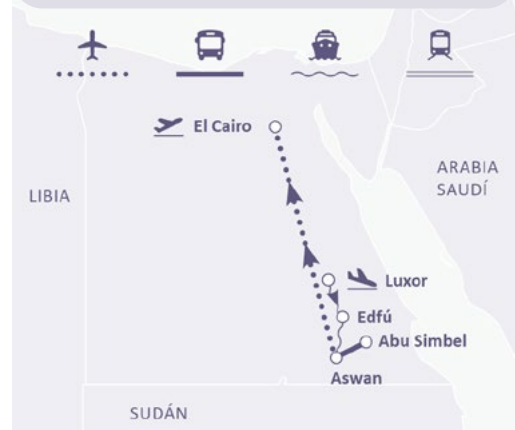 El Cairo
LIBIA
ARABIA
SAUDÍ
Luxor
Edfú
Abu Simbel
Aswan
SUDÁN